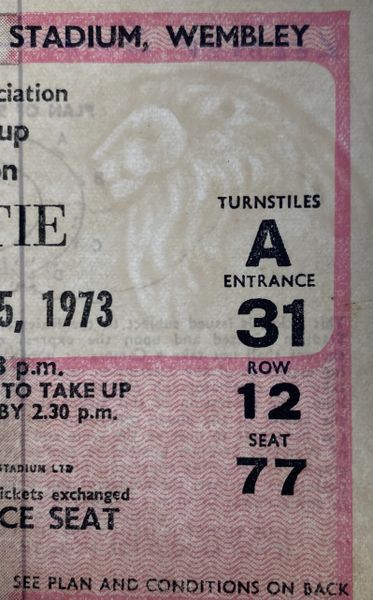 STADIUM, WEMBLEY
ciation
up
on
TIE
5, 1973
p.m.
TO TAKE UP
BY 2.30 p.m.
STADIUM LTD
ickets exchanged
CE SEAT
TURNSTILES
A
ENTRANCE
31
ROW
12
SEAT
77
SEE PLAN AND CONDITIONS ON BACK